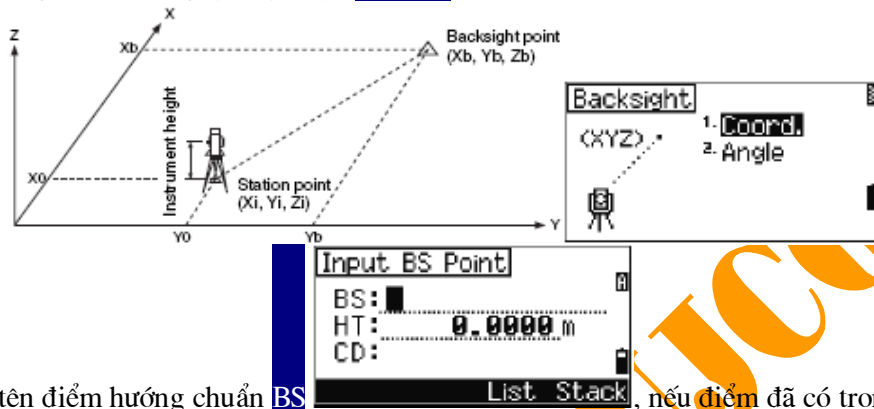 Z
X
Xb
Backsight point
(Xb, Yb, Zb)
Instrument height
X0
Station point
(Xi, Yi, Zi)
Y0
Yb
Y
Backsight
(XYZ)
1. Coord.
2. Angle
Input BS Point
BS:
HT: 0.0000 m
CD:
List Stack
tên điểm hướng chuẩn BS , nếu điểm đã có tron